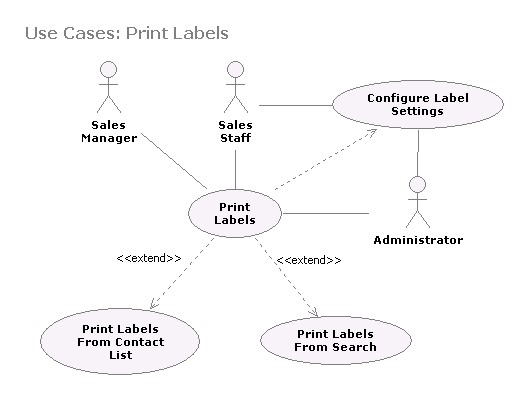 Use Cases: Print Labels
Configure Label
Settings
Sales
Manager
Sales
Staff
Print
Labels
Administrator
<<extend>>
<<extend>>
Print Labels
From Contact
List
Print Labels
From Search